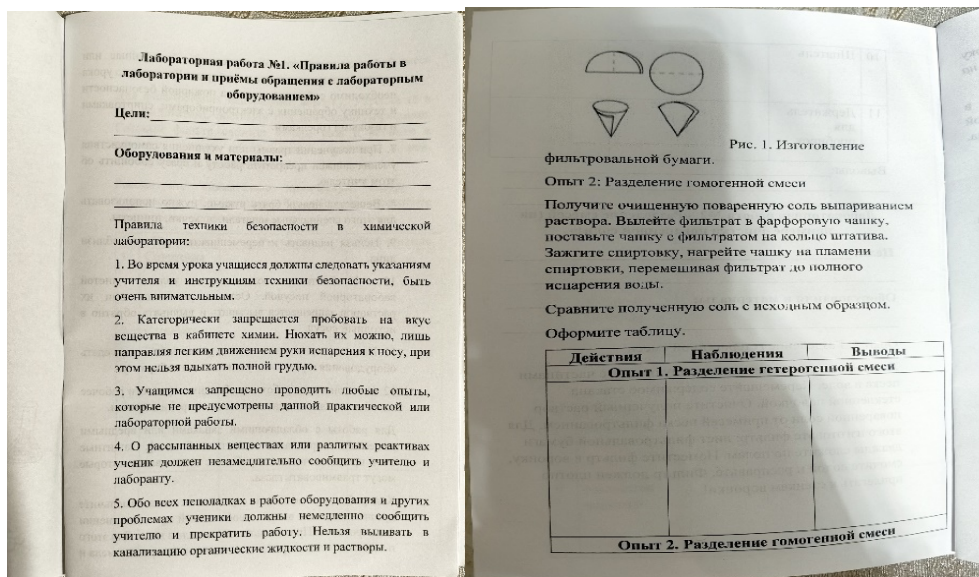 Лабораторная работа №1. «Правила работы в
лаборатории и приёмы обращения с лабораторным
оборудованием»
Цели:
Оборудования и материалы:
Правила техники безопасности в химической
лаборатории:
1. Во время урока учащиеся должны следовать указаниям
учителя и инструкциям техники безопасности, быть
очень внимательным.
2. Категорически запрещается пробовать на вкус
вещества в кабинете химии. Нюхать их можно, лишь
направляя легким движением руки испарения к носу, при
этом нельзя вдыхать полной грудью.
3. Учащимся запрещено проводить любые опыты,
которые не предусмотрены данной практической или
лабораторной работы.
4. О рассыпанных веществах или разлитых реактивах
ученик должен незамедлительно сообщить учителю и
лаборанту.
5. Обо всех неполадках в работе оборудования и других
проблемах ученики должны немедленно сообщить
учителю и прекратить работу. Нельзя выливать в
канализацию органические жидкости и растворы.
Рис. 1. Изготовление
фильтровальной бумаги.
Опыт 2: Разделение гомогенной смеси
Получите очищенную поваренную соль выпариванием
раствора. Вылейте фильтрат в фарфоровую чашку,
поставьте чашку с фильтратом на кольцо штатива.
Зажгите спиртовку, нагрейте чашку на пламени
спиртовки, перемешивая фильтрат до полного
испарения воды.
Сравните полученную соль с исходным образцом.
Оформите таблицу.
Действия Наблюдения Выводы
Опыт 1. Разделение гетерогенной смеси
Опыт 2. Разделение гомогенной смеси